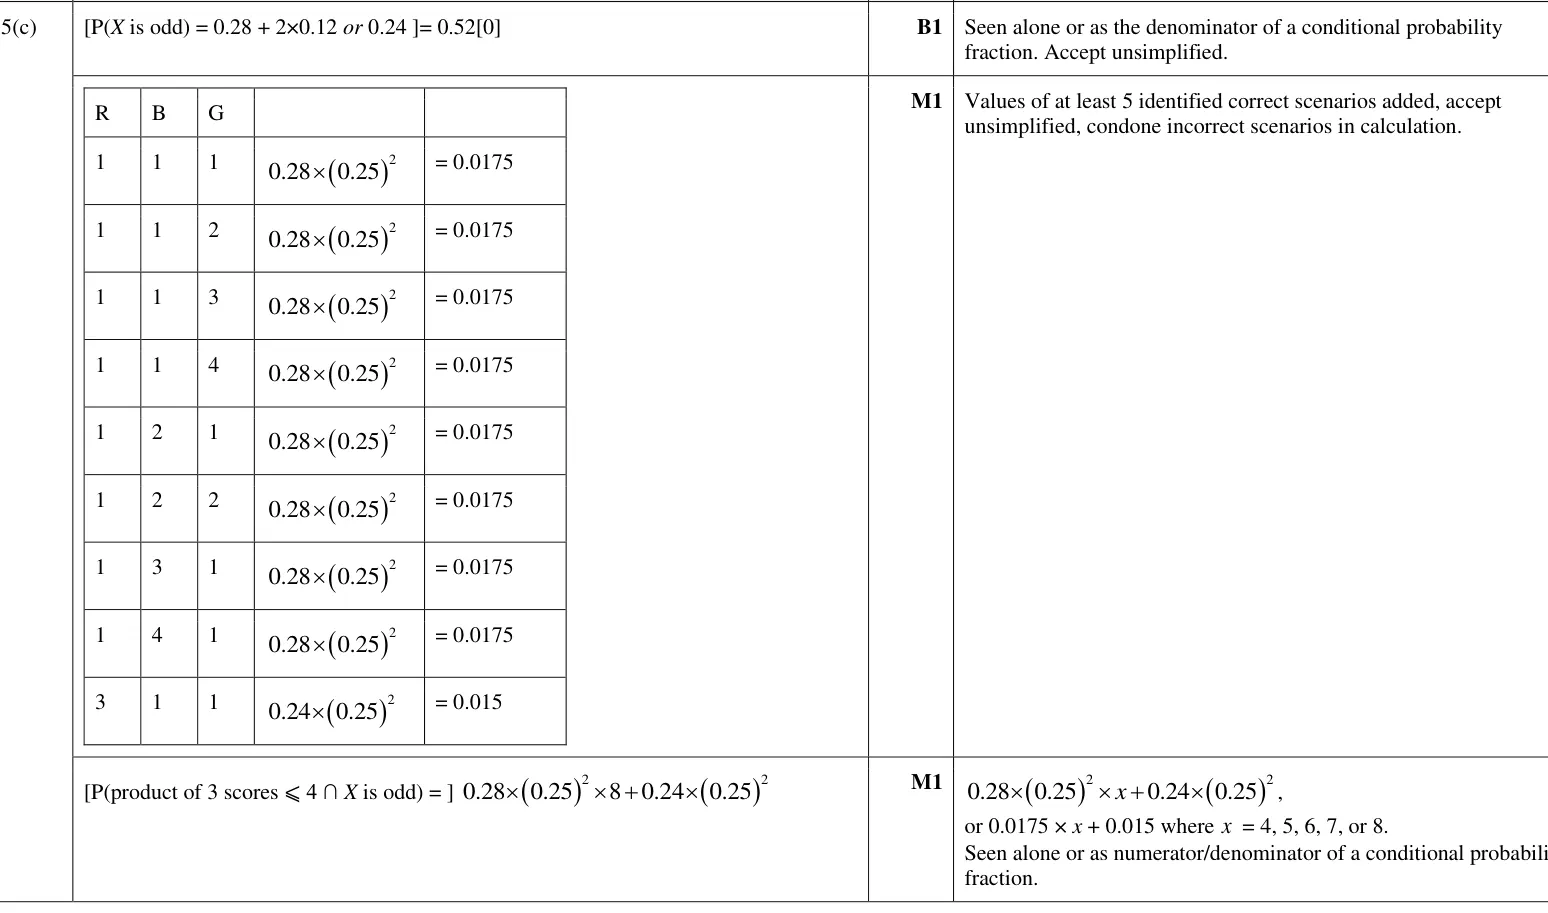 5(c) [P(X is odd) = 0.28 + 2×0.12 or 0.24 ]= 0.52[0] B1 Seen alone or as the denominator of a conditional probability
fraction. Accept unsimplified.
R B G M1 Values of at least 5 identified correct scenarios added, accept
unsimplified, condone incorrect scenarios in calculation.
1 1 1 0.28×(0.25)² = 0.0175
1 1 2 0.28×(0.25)² = 0.0175
1 1 3 0.28×(0.25)² = 0.0175
1 1 4 0.28×(0.25)² = 0.0175
1 2 1 0.28×(0.25)² = 0.0175
1 2 2 0.28×(0.25)² = 0.0175
1 3 1 0.28×(0.25)² = 0.0175
1 4 1 0.28×(0.25)² = 0.0175
3 1 1 0.24×(0.25)² = 0.015
[P(product of 3 scores ⩽ 4 ∩ X is odd) = ] 0.28×(0.25)²×8+0.24×(0.25)² M1 0.28×(0.25)²×x+0.24×(0.25)²,
or 0.0175 × x + 0.015 where x = 4, 5, 6, 7, or 8.
Seen alone or as numerator/denominator of a conditional probabili
fraction.